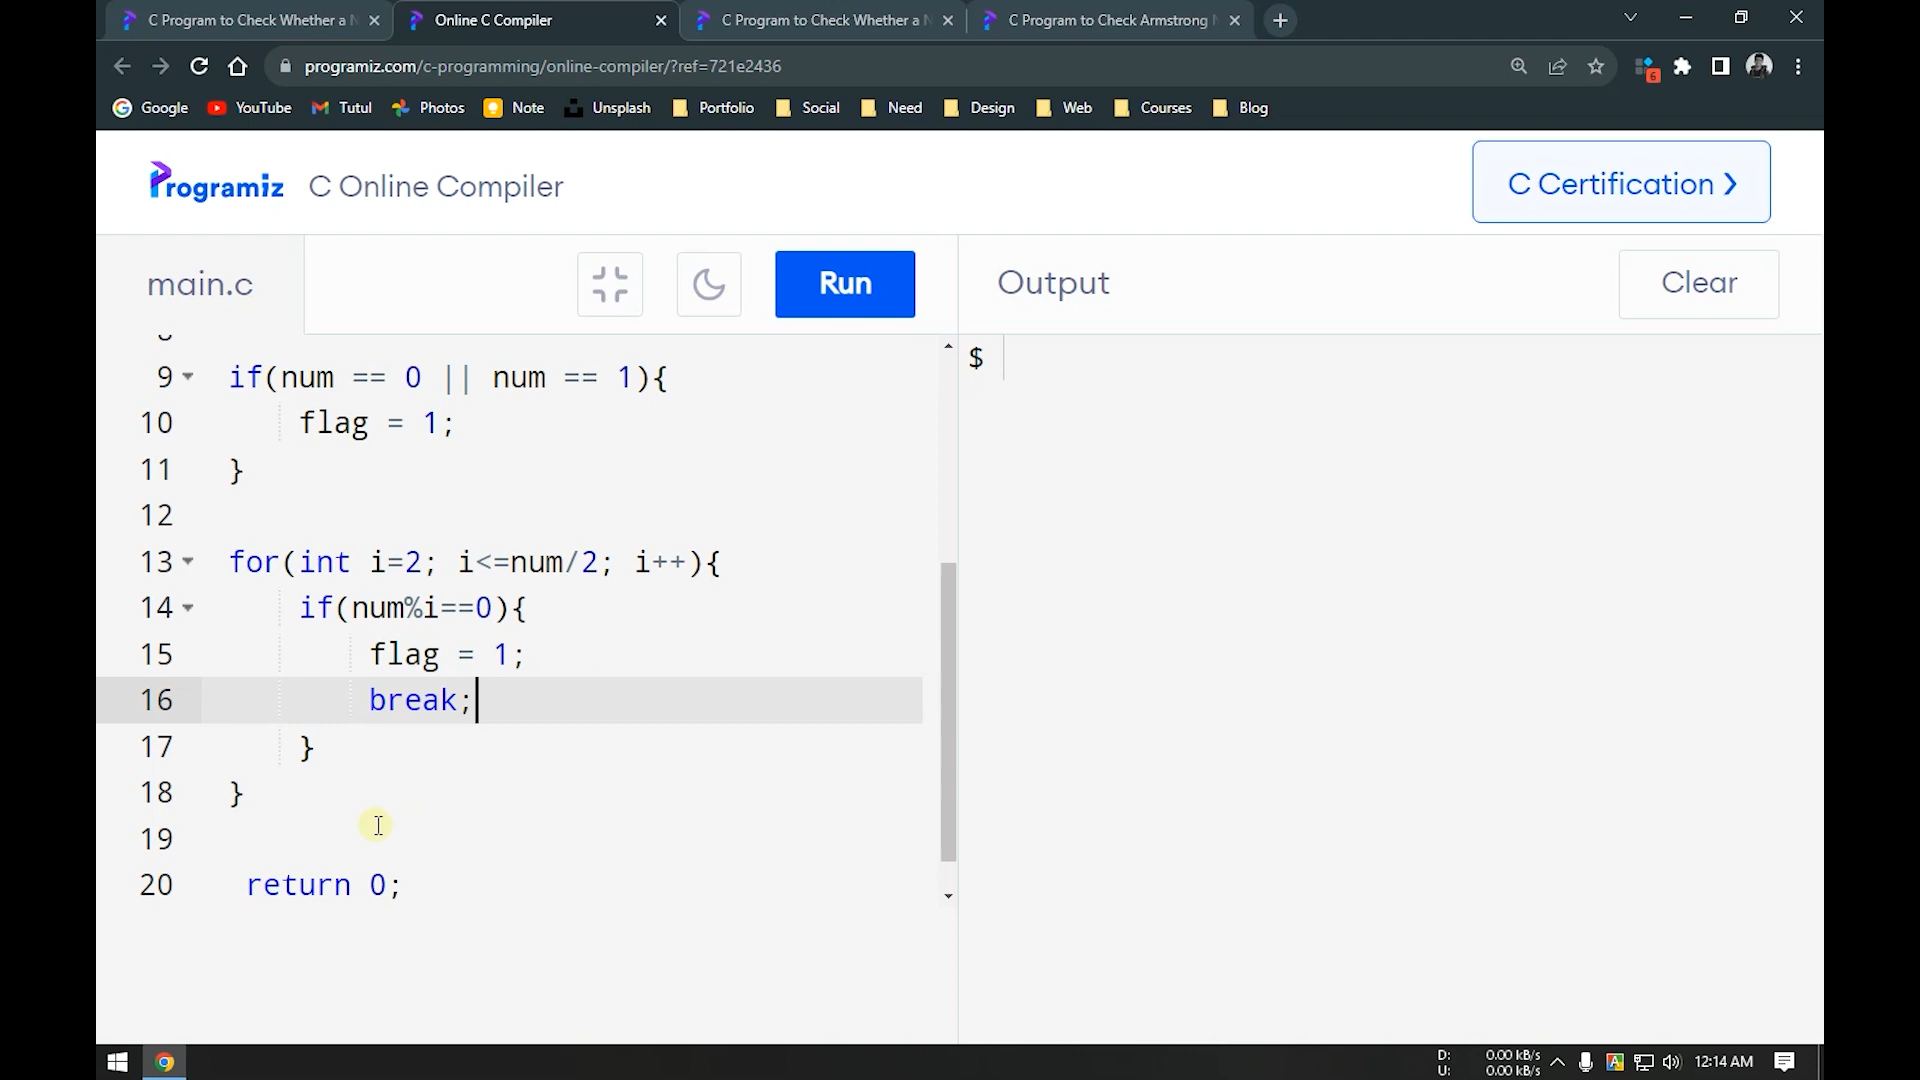 C Program to Check Whether a N
Online C Compiler
C Program to Check Whether a N
C Program to Check Armstrong N
programiz.com/c-programming/online-compiler/?ref=721e2436
6
Google
YouTube
Tutul
Photos
Note
Unsplash
Portfolio
Social
Need
Design
Web
Courses
Blog
Programiz
C Online Compiler
C Certification ❯
main.c
Run
Output
Clear
9 if(num == 0 || num == 1){
10 flag = 1;
11 }
12
13 for(int i=2; i<=num/2; i++){
14 if(num%i==0){
15 flag = 1;
16 break;
17 }
18 }
19
20 return 0;
$
D: 0.00 kB/s
U: 0.00 kB/s
A
12:14 AM